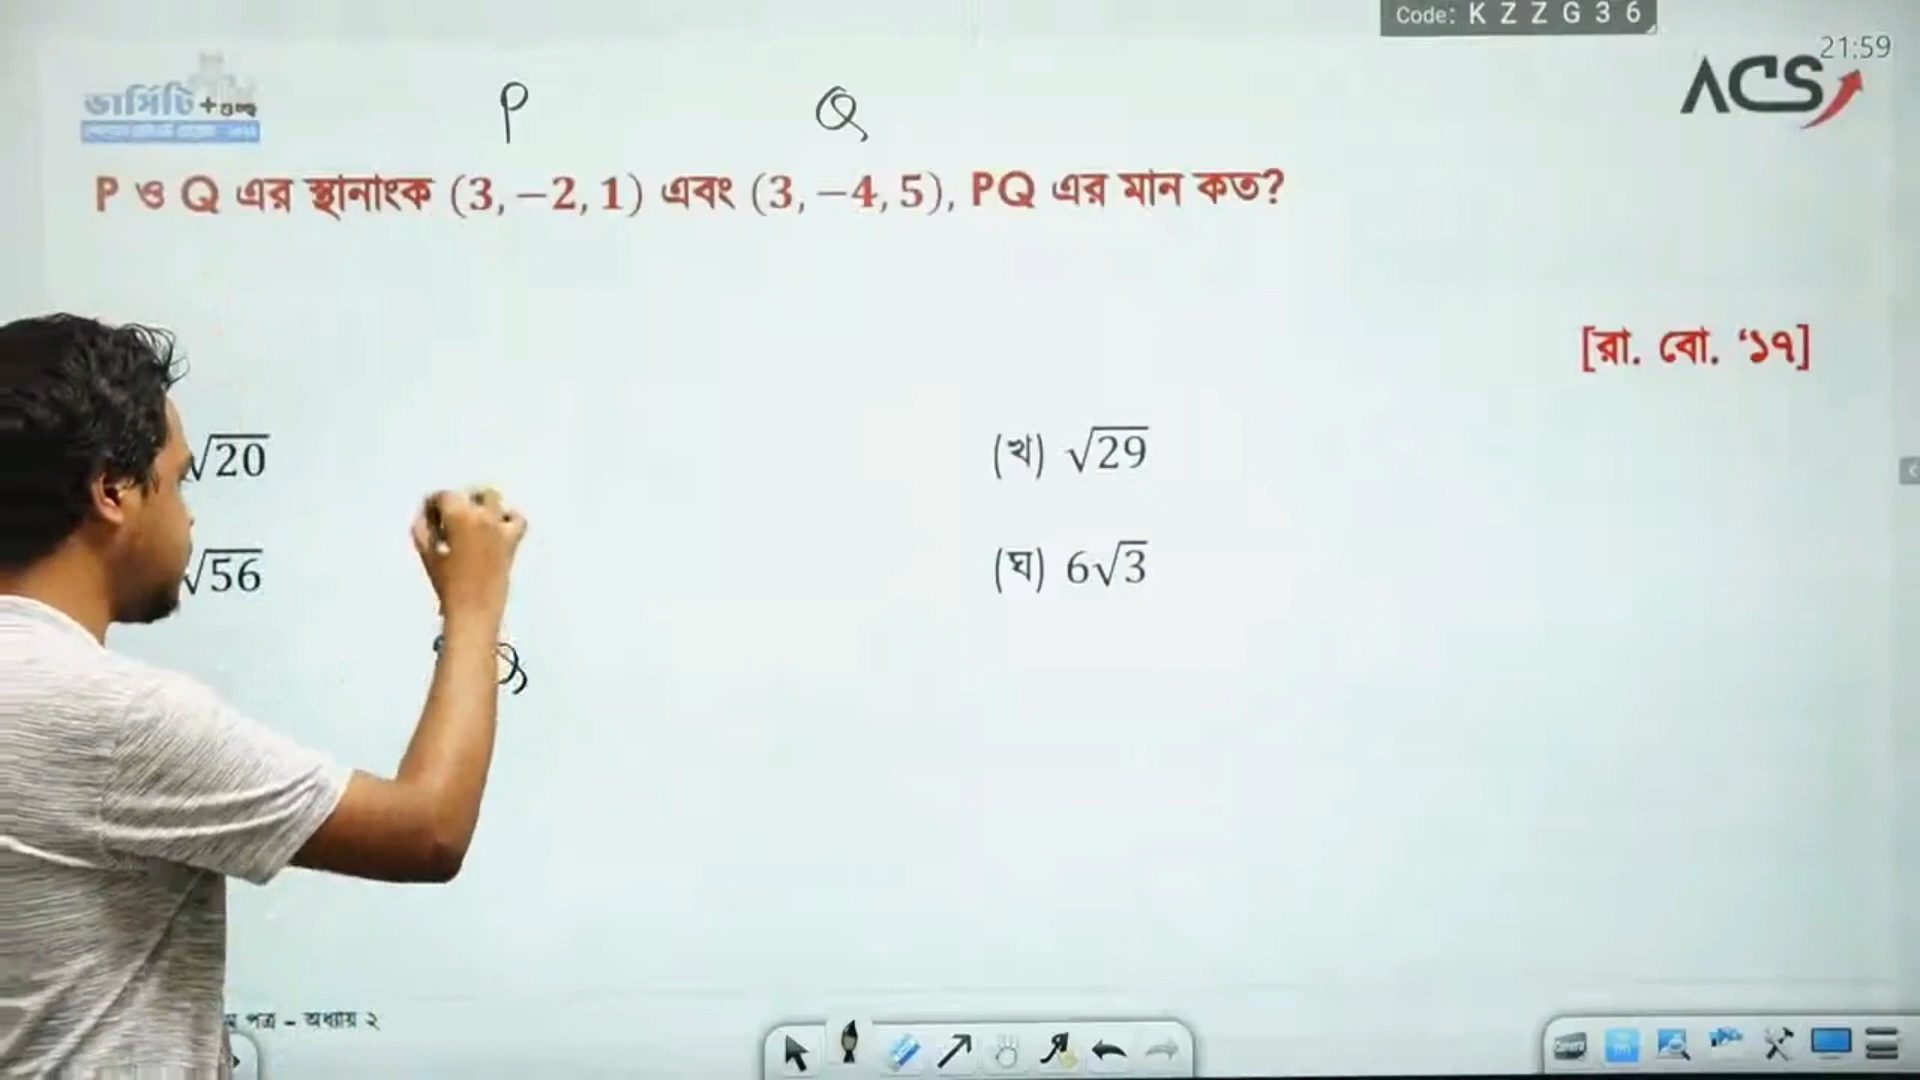 Code: K Z Z G 3 6
21:59
ACS
ভার্সিটি +
P Q
P ও Q এর স্থানাংক (3, −2, 1) এবং (3, −4, 5), PQ এর মান কত?
[রা. বো. ‘১৭]
√20 (খ) √29
√56 (ঘ) 6√3
Q
পত্র – অধ্যায় ২